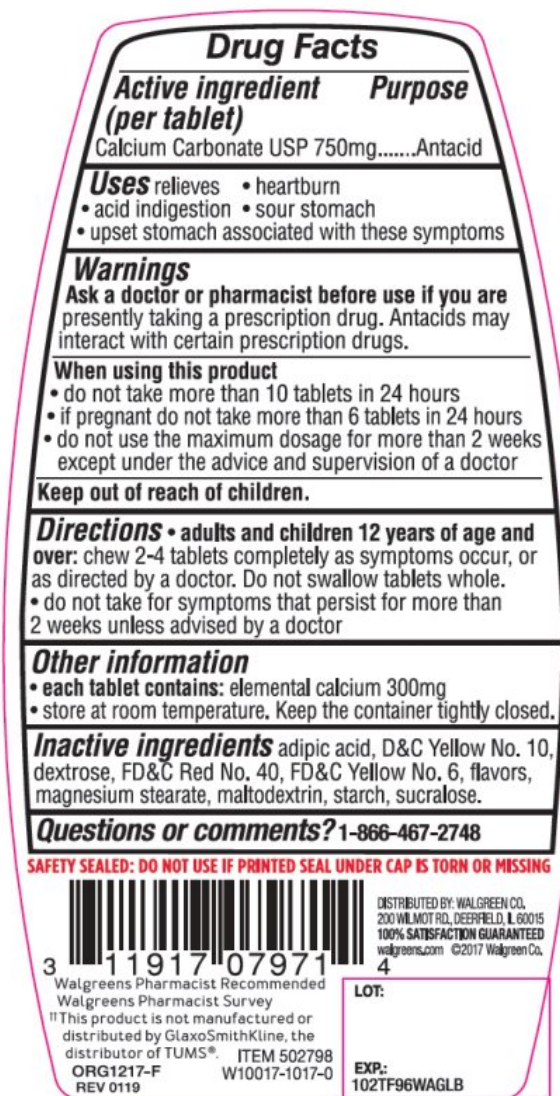 Drug Facts
Active ingredient Purpose
(per tablet)
Calcium Carbonate USP 750mg.......Antacid
Uses relieves • heartburn
• acid indigestion • sour stomach
• upset stomach associated with these symptoms
Warnings
Ask a doctor or pharmacist before use if you are
presently taking a prescription drug. Antacids may
interact with certain prescription drugs.
When using this product
• do not take more than 10 tablets in 24 hours
• if pregnant do not take more than 6 tablets in 24 hours
• do not use the maximum dosage for more than 2 weeks
except under the advice and supervision of a doctor
Keep out of reach of children.
Directions • adults and children 12 years of age and
over: chew 2-4 tablets completely as symptoms occur, or
as directed by a doctor. Do not swallow tablets whole.
• do not take for symptoms that persist for more than
2 weeks unless advised by a doctor
Other information
• each tablet contains: elemental calcium 300mg
• store at room temperature. Keep the container tightly closed.
Inactive ingredients adipic acid, D&C Yellow No. 10,
dextrose, FD&C Red No. 40, FD&C Yellow No. 6, flavors,
magnesium stearate, maltodextrin, starch, sucralose.
Questions or comments? 1-866-467-2748
SAFETY SEALED: DO NOT USE IF PRINTED SEAL UNDER CAP IS TORN OR MISSING
3 11917 07971 4
DISTRIBUTED BY: WALGREEN CO.
200 WILMOT RD., DEERFIELD, IL 60015
100% SATISFACTION GUARANTEED
walgreens.com ©2017 Walgreen Co.
Walgreens Pharmacist Recommended
Walgreens Pharmacist Survey
††This product is not manufactured or
distributed by GlaxoSmithKline, the
distributor of TUMS®.
ITEM 502798
ORG1217-F W10017-1017-0
REV 0119
LOT:
EXP.:
102TF96WAGLB